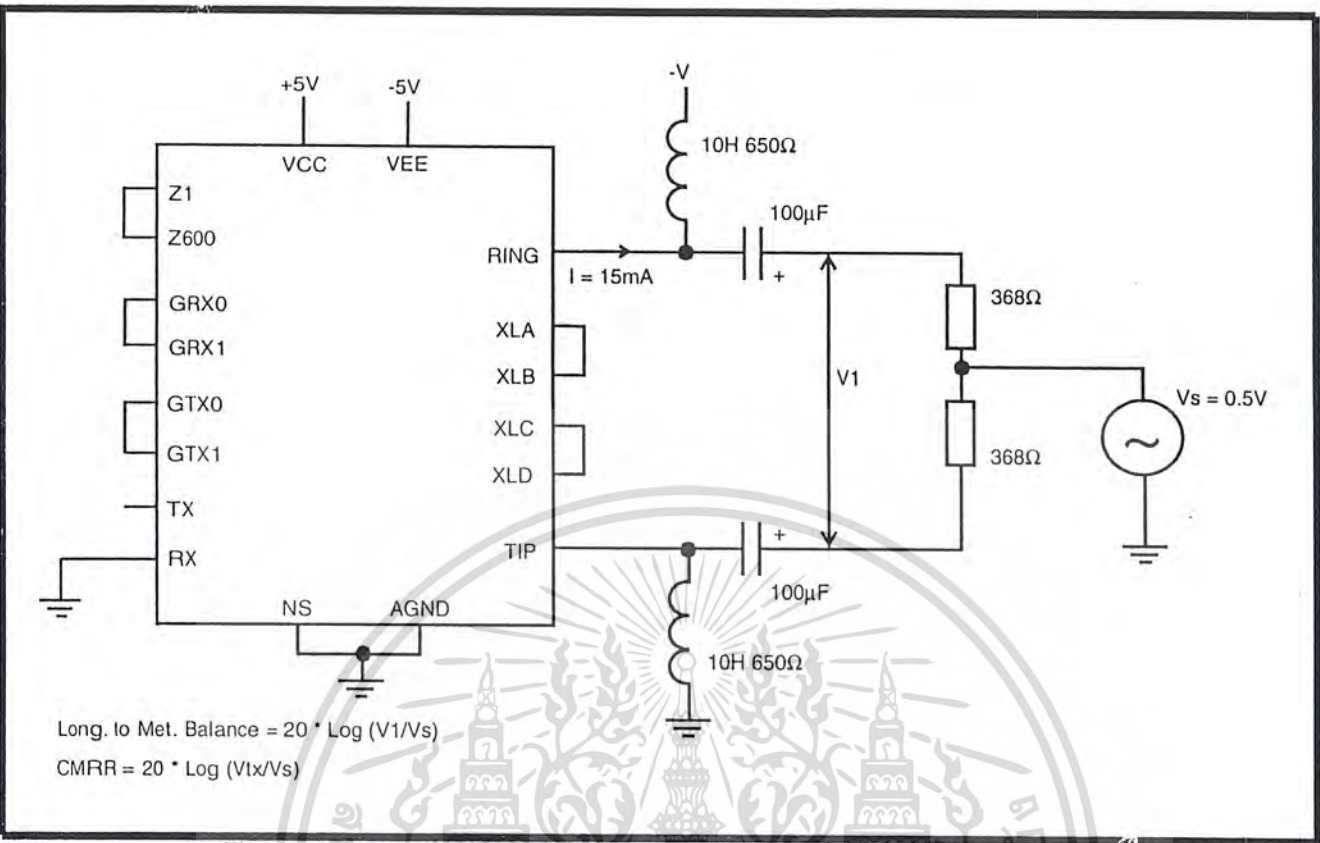 +5V
-5V
-V
VCC
VEE
10H 650Ω
Z1
Z600
100µF
+
RING
I = 15mA
GRX0
GRX1
368Ω
XLA
XLB
V1
Vs = 0.5V
GTX0
GTX1
XLC
XLD
368Ω
TX
RX
TIP
+
100µF
NS
AGND
10H 650Ω
Long. to Met. Balance = 20 * Log (V1/Vs)
CMRR = 20 * Log (Vtx/Vs)